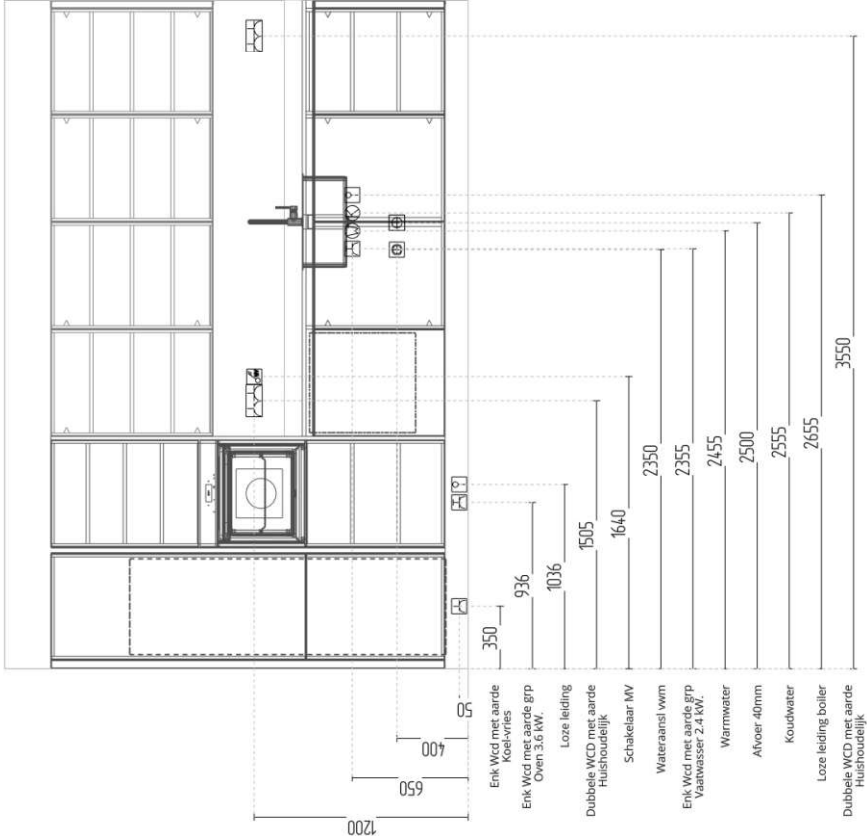 50
400
650
1200
350
936
1036
1505
1640
2350
2355
2455
2500
2555
2655
3550
Enk Wcd met aarde
Koel-vries
Enk Wcd met aarde grp
Oven 3.6 kW.
Loze leiding
Dubbele WCD met aarde
Huishoudelijk
Schakelaar MV
Wateraansl vwm
Enk Wcd met aarde grp
Vaatwasser 2.4 kW.
Warmwater
Afvoer 40mm
Koudwater
Loze leiding boiler
Dubbele WCD met aarde
Huishoudelijk